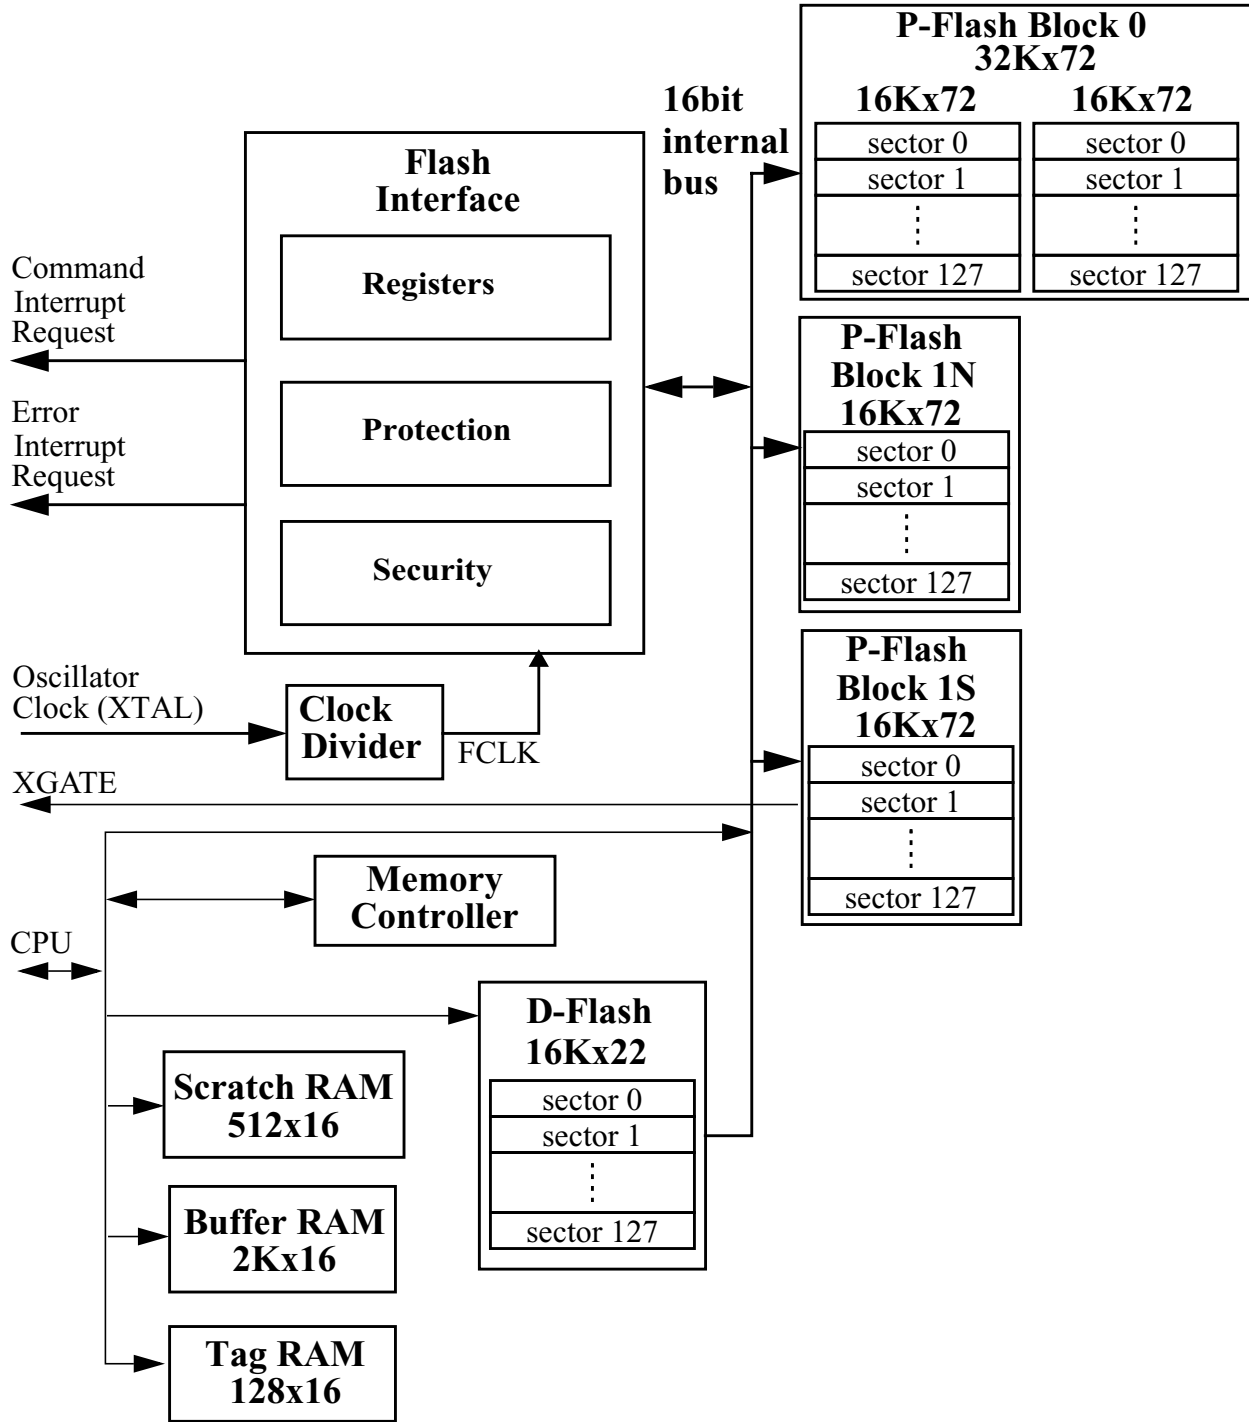 P-Flash Block 0
32Kx72
16Kx72
16Kx72
sector 0
sector 1
sector 127
sector 0
sector 1
sector 127
16bit
internal
bus
Flash
Interface
Registers
Protection
Security
Command
Interrupt
Request
Error
Interrupt
Request
P-Flash
Block 1N
16Kx72
sector 0
sector 1
sector 127
P-Flash
Block 1S
16Kx72
sector 0
sector 1
sector 127
Oscillator
Clock (XTAL)
Clock
Divider
FCLK
XGATE
Memory
Controller
CPU
D-Flash
16Kx22
sector 0
sector 1
sector 127
Scratch RAM
512x16
Buffer RAM
2Kx16
Tag RAM
128x16